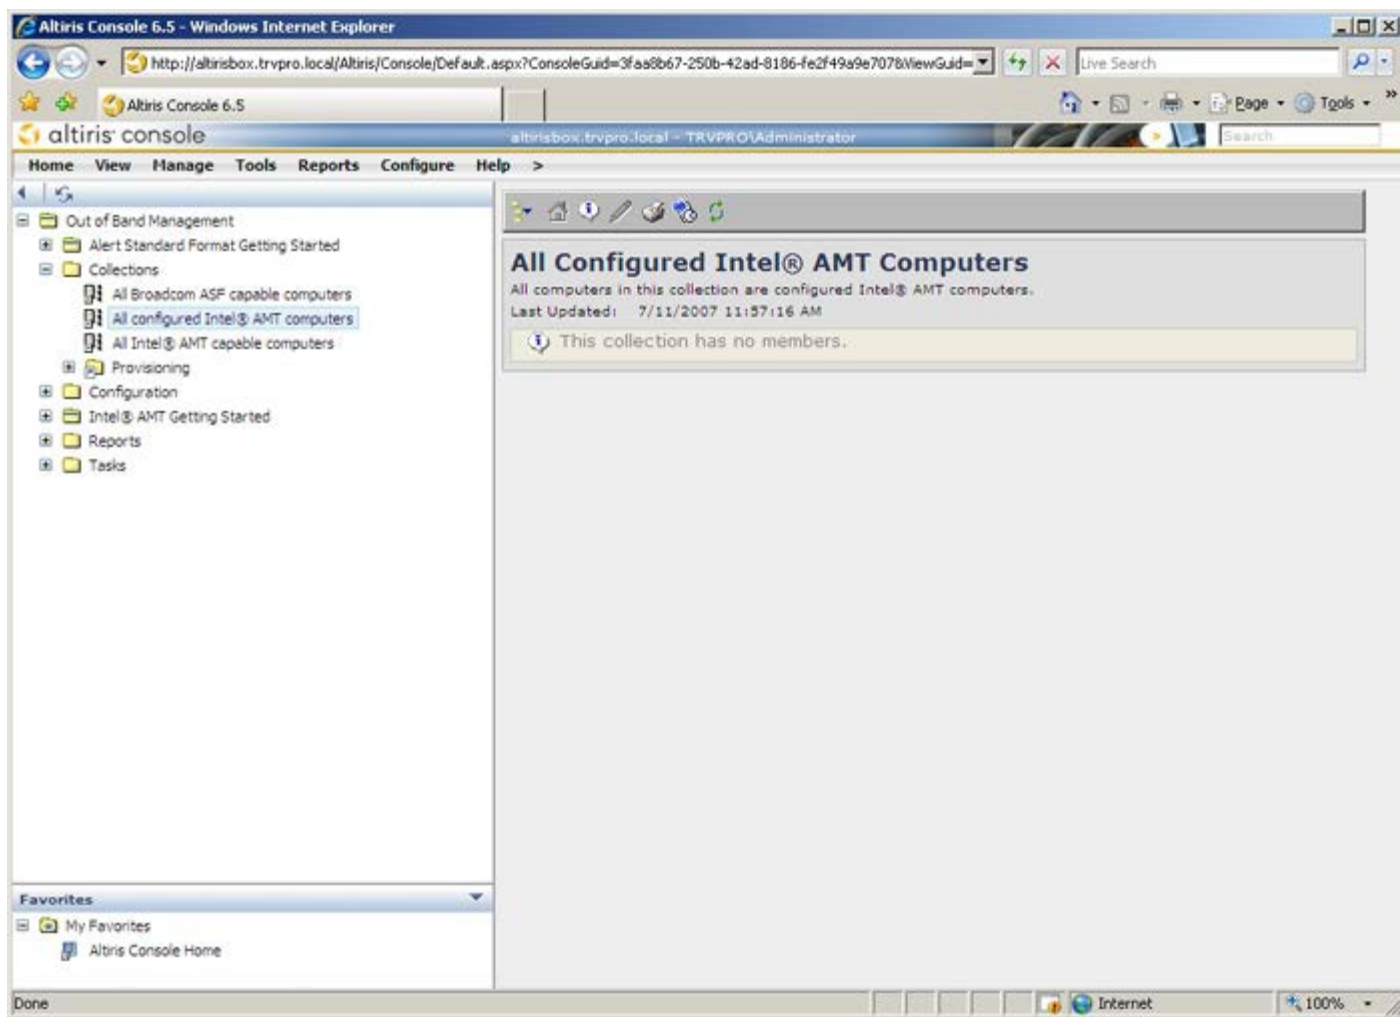 Altiris Console 6.5 - Windows Internet Explorer
http://altirisbox.trvpro.local/Altiris/Console/Default.aspx?ConsoleGuid=3faa8b67-250b-42ad-8186-fe2f49a9e707&ViewGuid=
Live Search
Altiris Console 6.5
Page
Tools
»
altiris console
altirisbox.trvpro.local - TRVPRO\Administrator
Search
Home View Manage Tools Reports Configure Help >
Out of Band Management
Alert Standard Format Getting Started
Collections
All Broadcom ASF capable computers
All configured Intel® AMT computers
All Intel® AMT capable computers
Provisioning
Configuration
Intel® AMT Getting Started
Reports
Tasks
All Configured Intel® AMT Computers
All computers in this collection are configured Intel® AMT computers.
Last Updated: 7/11/2007 11:57:16 AM
This collection has no members.
Favorites
My Favorites
Altiris Console Home
Done
Internet
100%